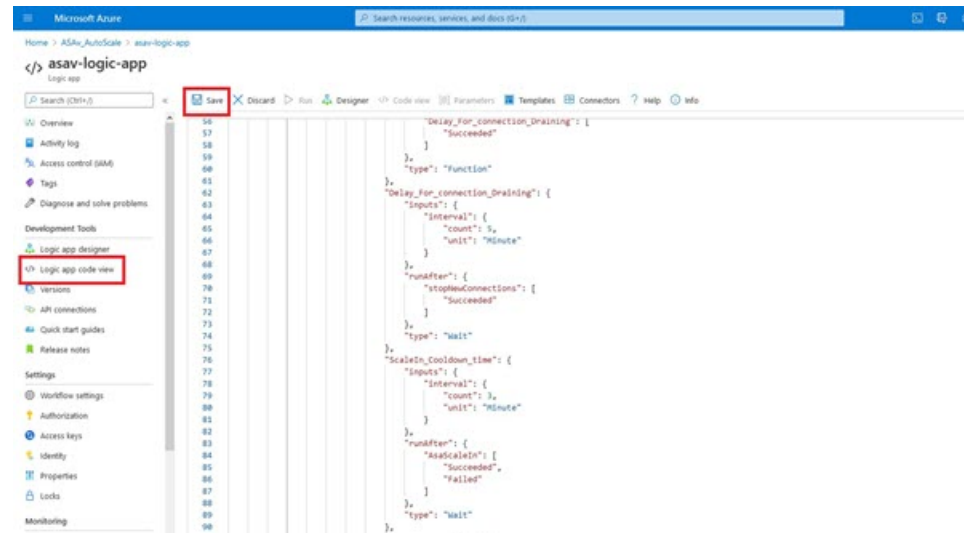 Microsoft Azure
Search resources, services, and docs (G+/)
Home > ASAv_AutoScale > asav-logic-app
</> asav-logic-app
Logic app
Search (Ctrl+/)
«
Save
Discard
Run
Designer
</> Code view
[@] Parameters
Templates
Connectors
? Help
Info
Overview
Activity log
Access control (IAM)
Tags
Diagnose and solve problems
Development Tools
Logic app designer
</> Logic app code view
Versions
API connections
Quick start guides
Release notes
Settings
Workflow settings
Authorization
Access keys
Identity
Properties
Locks
Monitoring
56 "Delay_For_connection_Draining": [
57 "Succeeded"
58 ]
59 },
60 "type": "Function"
61 },
62 "Delay_For_connection_Draining": {
63 "inputs": {
64 "interval": {
65 "count": 5,
66 "unit": "Minute"
67 }
68 },
69 "runAfter": {
70 "stopNewConnections": [
71 "Succeeded"
72 ]
73 },
74 "type": "Wait"
75 },
76 "ScaleIn_Cooldown_time": {
77 "inputs": {
78 "interval": {
79 "count": 3,
80 "unit": "Minute"
81 }
82 },
83 "runAfter": {
84 "AsaScaleIn": [
85 "Succeeded",
86 "Failed"
87 ]
88 },
89 "type": "Wait"
90 },